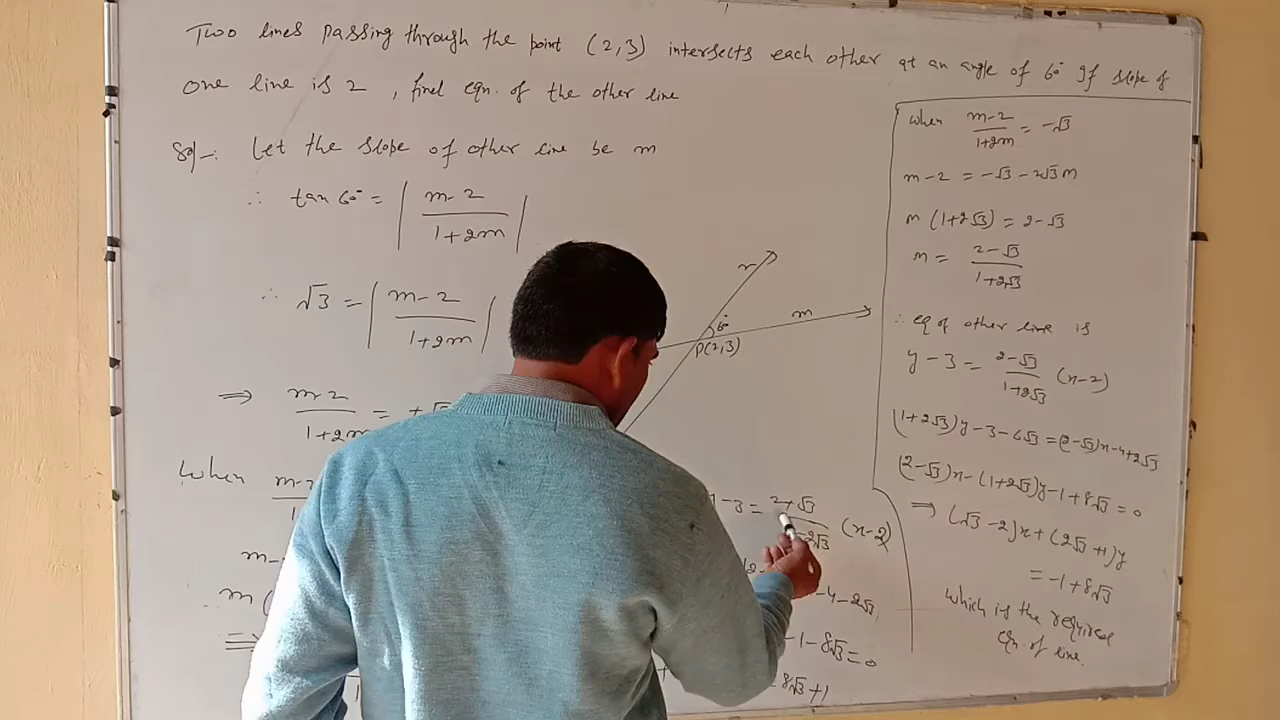 Two lines passing through the point (2,3) intersects each other at an angle of 60° If slope of
one line is 2, find eqn. of the other line
Sol-: Let the slope of other line be m
∴ tan 60° = | m-2 / 1+2m |
∴ √3 = | m-2 / 1+2m |
⇒ m-2 / 1+2m = ±√
When m-2 / 1
m-
m (
⇒
60°
m
P(2,3)
-3 = 2+√3 / -2√3 (x-2)
-4-2√3
-1-8√3=0
8√3+1
when m-2 / 1+2m = -√3
m-2 = -√3-2√3m
m(1+2√3) = 2-√3
m = 2-√3 / 1+2√3
∴ eq of other line is
y-3 = 2-√3 / 1+2√3 (x-2)
(1+2√3)y-3-6√3=(2-√3)x-4+2√3
(2-√3)x-(1+2√3)y-1+8√3=0
⇒ (√3-2)x+(2√3+1)y
= -1+8√3
which is the required
eqn. of line.